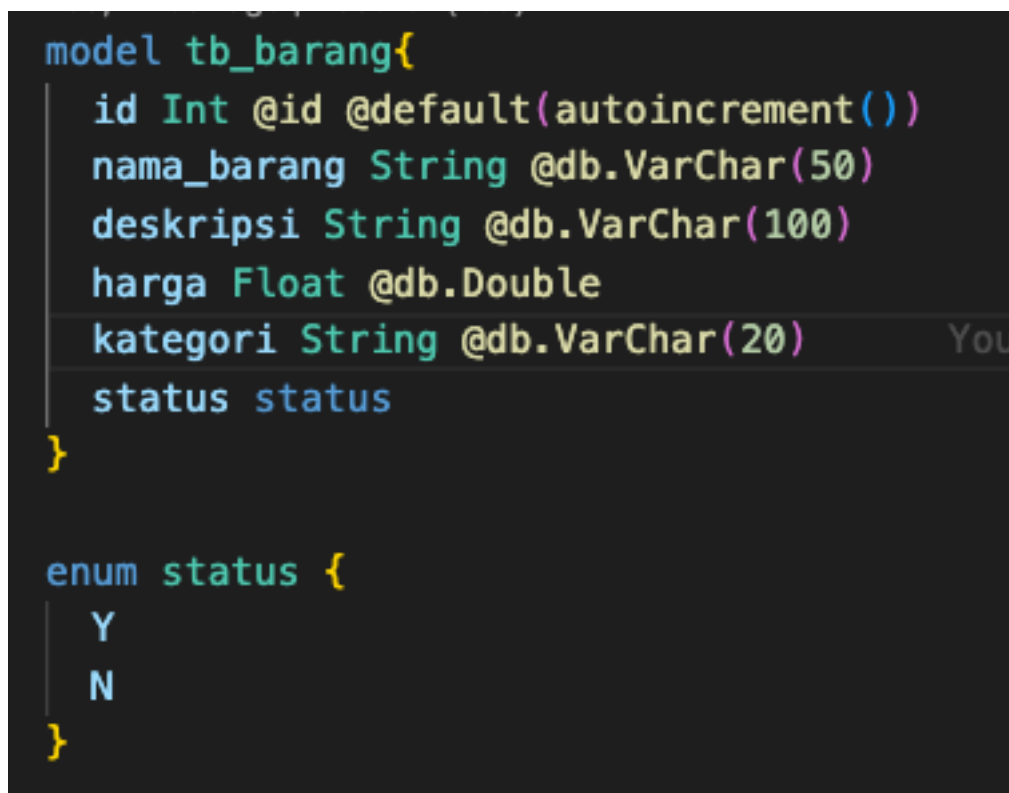 model tb_barang{
id Int @id @default(autoincrement())
nama_barang String @db.VarChar(50)
deskripsi String @db.VarChar(100)
harga Float @db.Double
kategori String @db.VarChar(20) You
status status
}
enum status {
Y
N
}